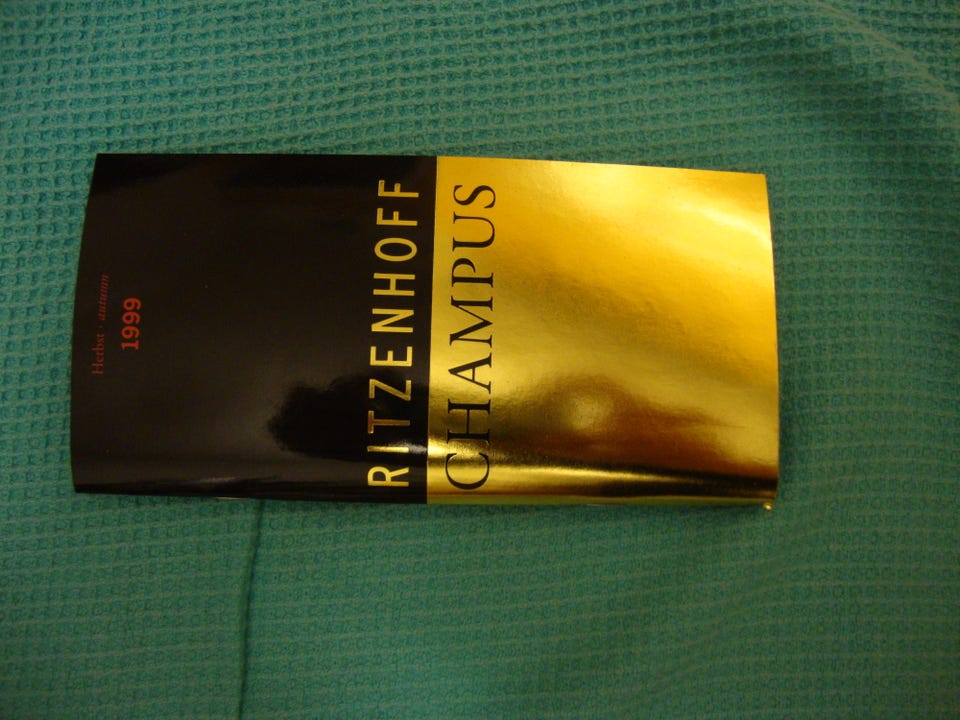 Herbst · autumn
1999
RITZENHOFF
CHAMPUS